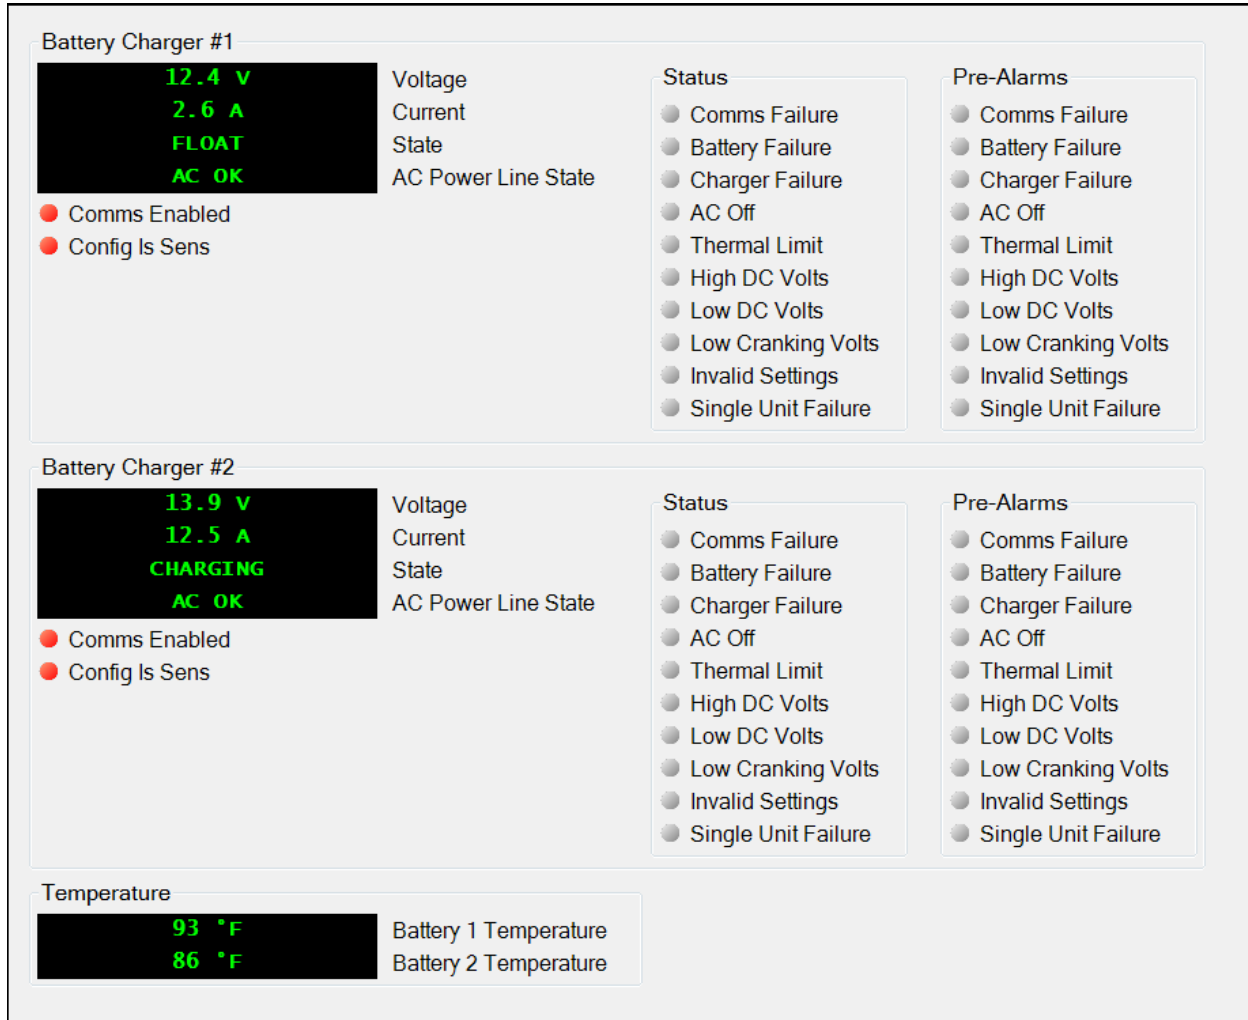 Battery Charger #1
12.4 V Voltage
2.6 A Current
FLOAT State
AC OK AC Power Line State
Comms Enabled
Config Is Sens
Status
Comms Failure
Battery Failure
Charger Failure
AC Off
Thermal Limit
High DC Volts
Low DC Volts
Low Cranking Volts
Invalid Settings
Single Unit Failure
Pre-Alarms
Comms Failure
Battery Failure
Charger Failure
AC Off
Thermal Limit
High DC Volts
Low DC Volts
Low Cranking Volts
Invalid Settings
Single Unit Failure
Battery Charger #2
13.9 V Voltage
12.5 A Current
CHARGING State
AC OK AC Power Line State
Comms Enabled
Config Is Sens
Status
Comms Failure
Battery Failure
Charger Failure
AC Off
Thermal Limit
High DC Volts
Low DC Volts
Low Cranking Volts
Invalid Settings
Single Unit Failure
Pre-Alarms
Comms Failure
Battery Failure
Charger Failure
AC Off
Thermal Limit
High DC Volts
Low DC Volts
Low Cranking Volts
Invalid Settings
Single Unit Failure
Temperature
93 °F Battery 1 Temperature
86 °F Battery 2 Temperature